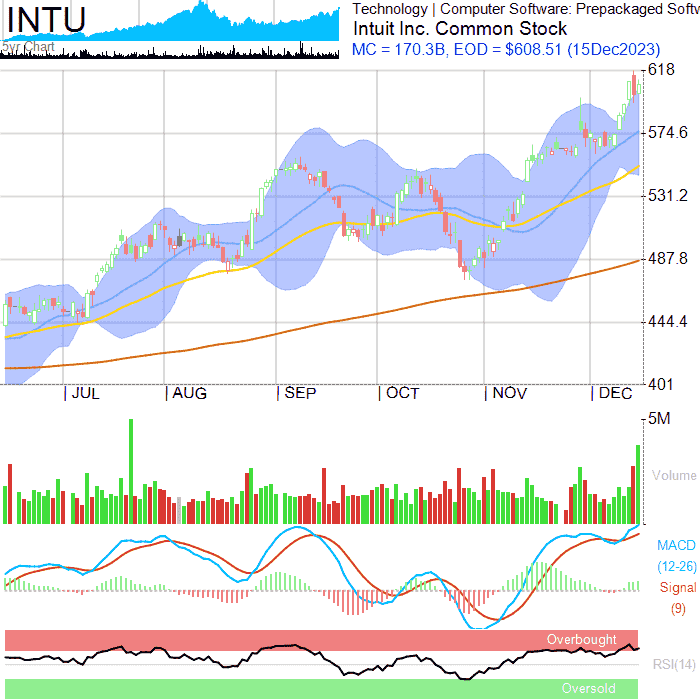 INTU
Technology | Computer Software: Prepackaged Softw
5yr Chart
Intuit Inc. Common Stock
MC = 170.3B, EOD = $608.51 (15Dec2023)
618
574.6
531.2
487.8
444.4
401
JUL
AUG
SEP
OCT
NOV
DEC
5M
Volume
MACD
(12-26)
Signal
(9)
Overbought
RSI(14)
Oversold